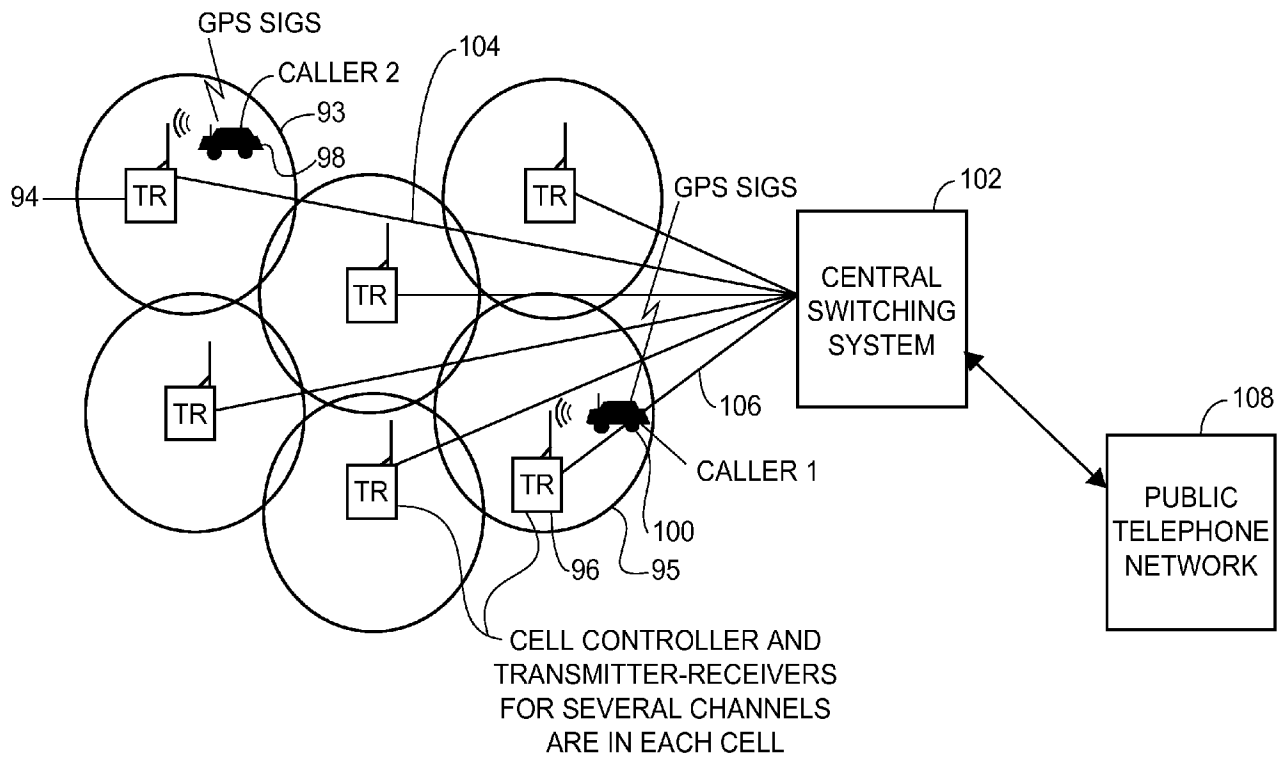 GPS SIGS
CALLER 2
104
93
98
94
TR
TR
GPS SIGS
102
TR
CENTRAL
SWITCHING
SYSTEM
TR
106
108
TR
TR
CALLER 1
100
96
95
PUBLIC
TELEPHONE
NETWORK
CELL CONTROLLER AND
TRANSMITTER-RECEIVERS
FOR SEVERAL CHANNELS
ARE IN EACH CELL